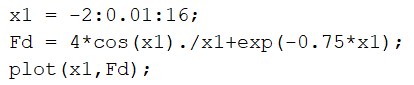 x1 = -2:0.01:16;
Fd = 4*cos(x1)./x1+exp(-0.75*x1);
plot(x1,Fd);